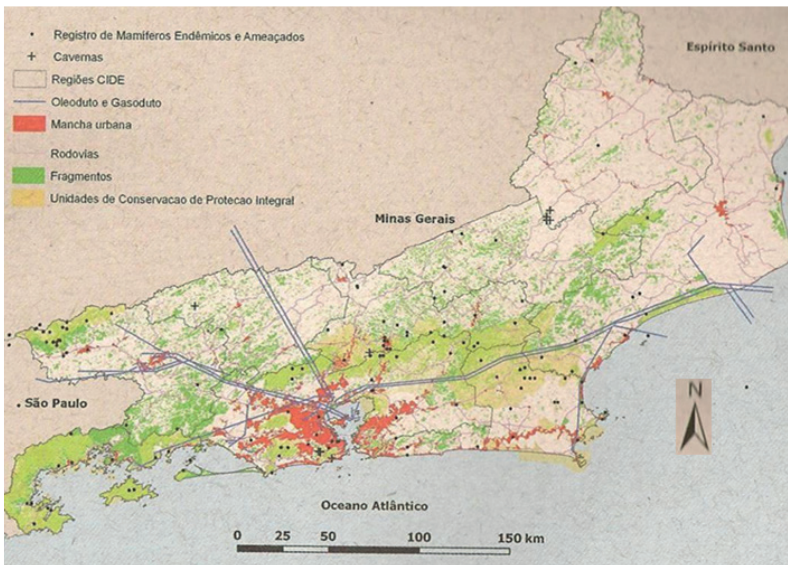 Registro de Mamíferos Endêmicos e Ameaçados
Cavernas
Regiões CIDE
Oleoduto e Gasoduto
Mancha urbana
Rodovias
Fragmentos
Unidades de Conservacao de Protecao Integral
Espírito Santo
Minas Gerais
São Paulo
N
Oceano Atlântico
0 25 50 100 150 km